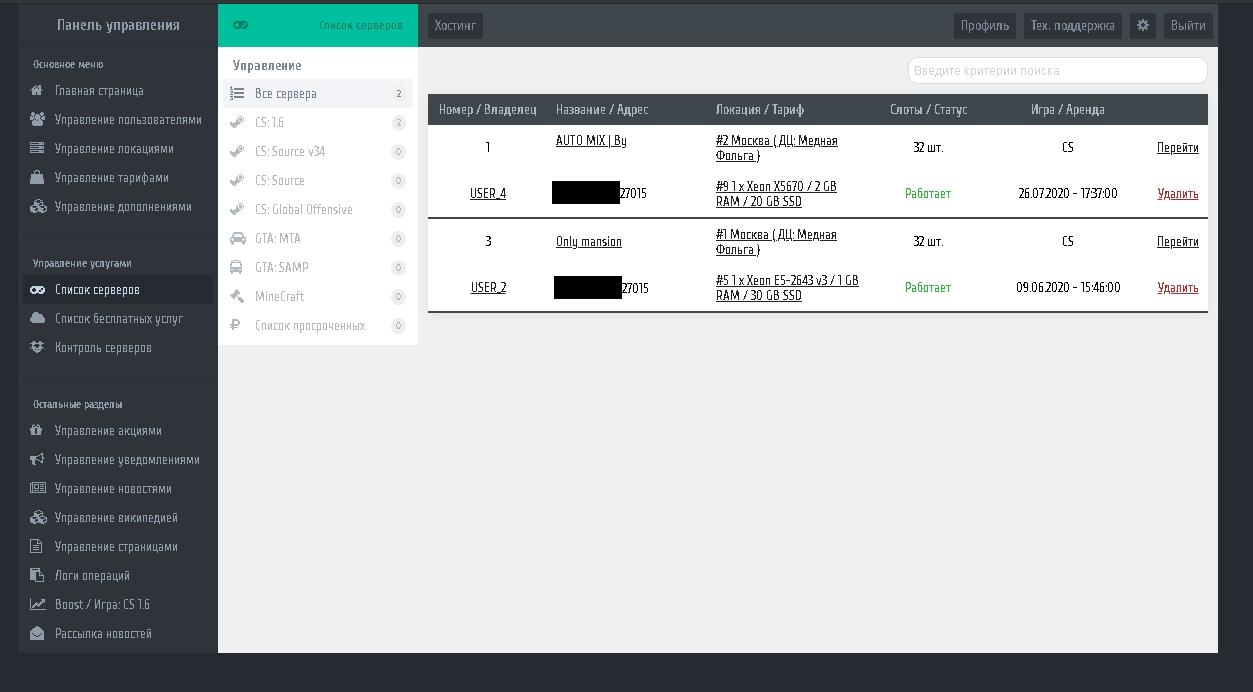 Панель управления
Основное меню
Главная страница
Управление пользователями
Управление локациями
Управление тарифами
Управление дополнениями
Управление услугами
Список серверов
Список бесплатных услуг
Контроль серверов
Остальные разделы
Управление акциями
Управление уведомлениями
Управление новостями
Управление википедией
Управление страницами
Логи операций
Boost / Игра: CS 1.6
Рассылка новостей
Список серверов
Управление
Все сервера 2
CS: 1.6 2
CS: Source v34 0
CS: Source 0
CS: Global Offensive 0
GTA: MTA 0
GTA: SAMP 0
MineCraft 0
Список просроченных 0
Хостинг Профиль Тех. поддержка Выйти
Введите критерии поиска
Номер / Владелец Название / Адрес Локация / Тариф Слоты / Статус Игра / Аренда
1 AUTO MIX | By #2 Москва ( ДЦ: Медная 32 шт. CS Перейти
Фольга )
USER_4 27015 #9 1 x Xeon X5670 / 2 GB Работает 26.07.2020 - 17:37:00 Удалить
RAM / 20 GB SSD
3 Only mansion #1 Москва ( ДЦ: Медная 32 шт. CS Перейти
Фольга )
USER_2 27015 #5 1 x Xeon E5-2643 v3 / 1 GB Работает 09.06.2020 - 15:46:00 Удалить
RAM / 30 GB SSD